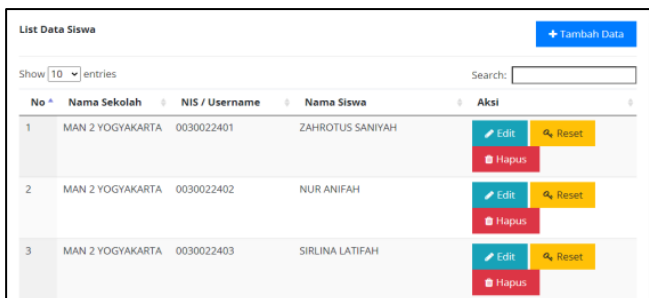 List Data Siswa
+ Tambah Data
Show 10 entries
Search:
No Nama Sekolah NIS / Username Nama Siswa Aksi
1 MAN 2 YOGYAKARTA 0030022401 ZAHROTUS SANIYAH Edit Reset
Hapus
2 MAN 2 YOGYAKARTA 0030022402 NUR ANIFAH Edit Reset
Hapus
3 MAN 2 YOGYAKARTA 0030022403 SIRLINA LATIFAH Edit Reset
Hapus